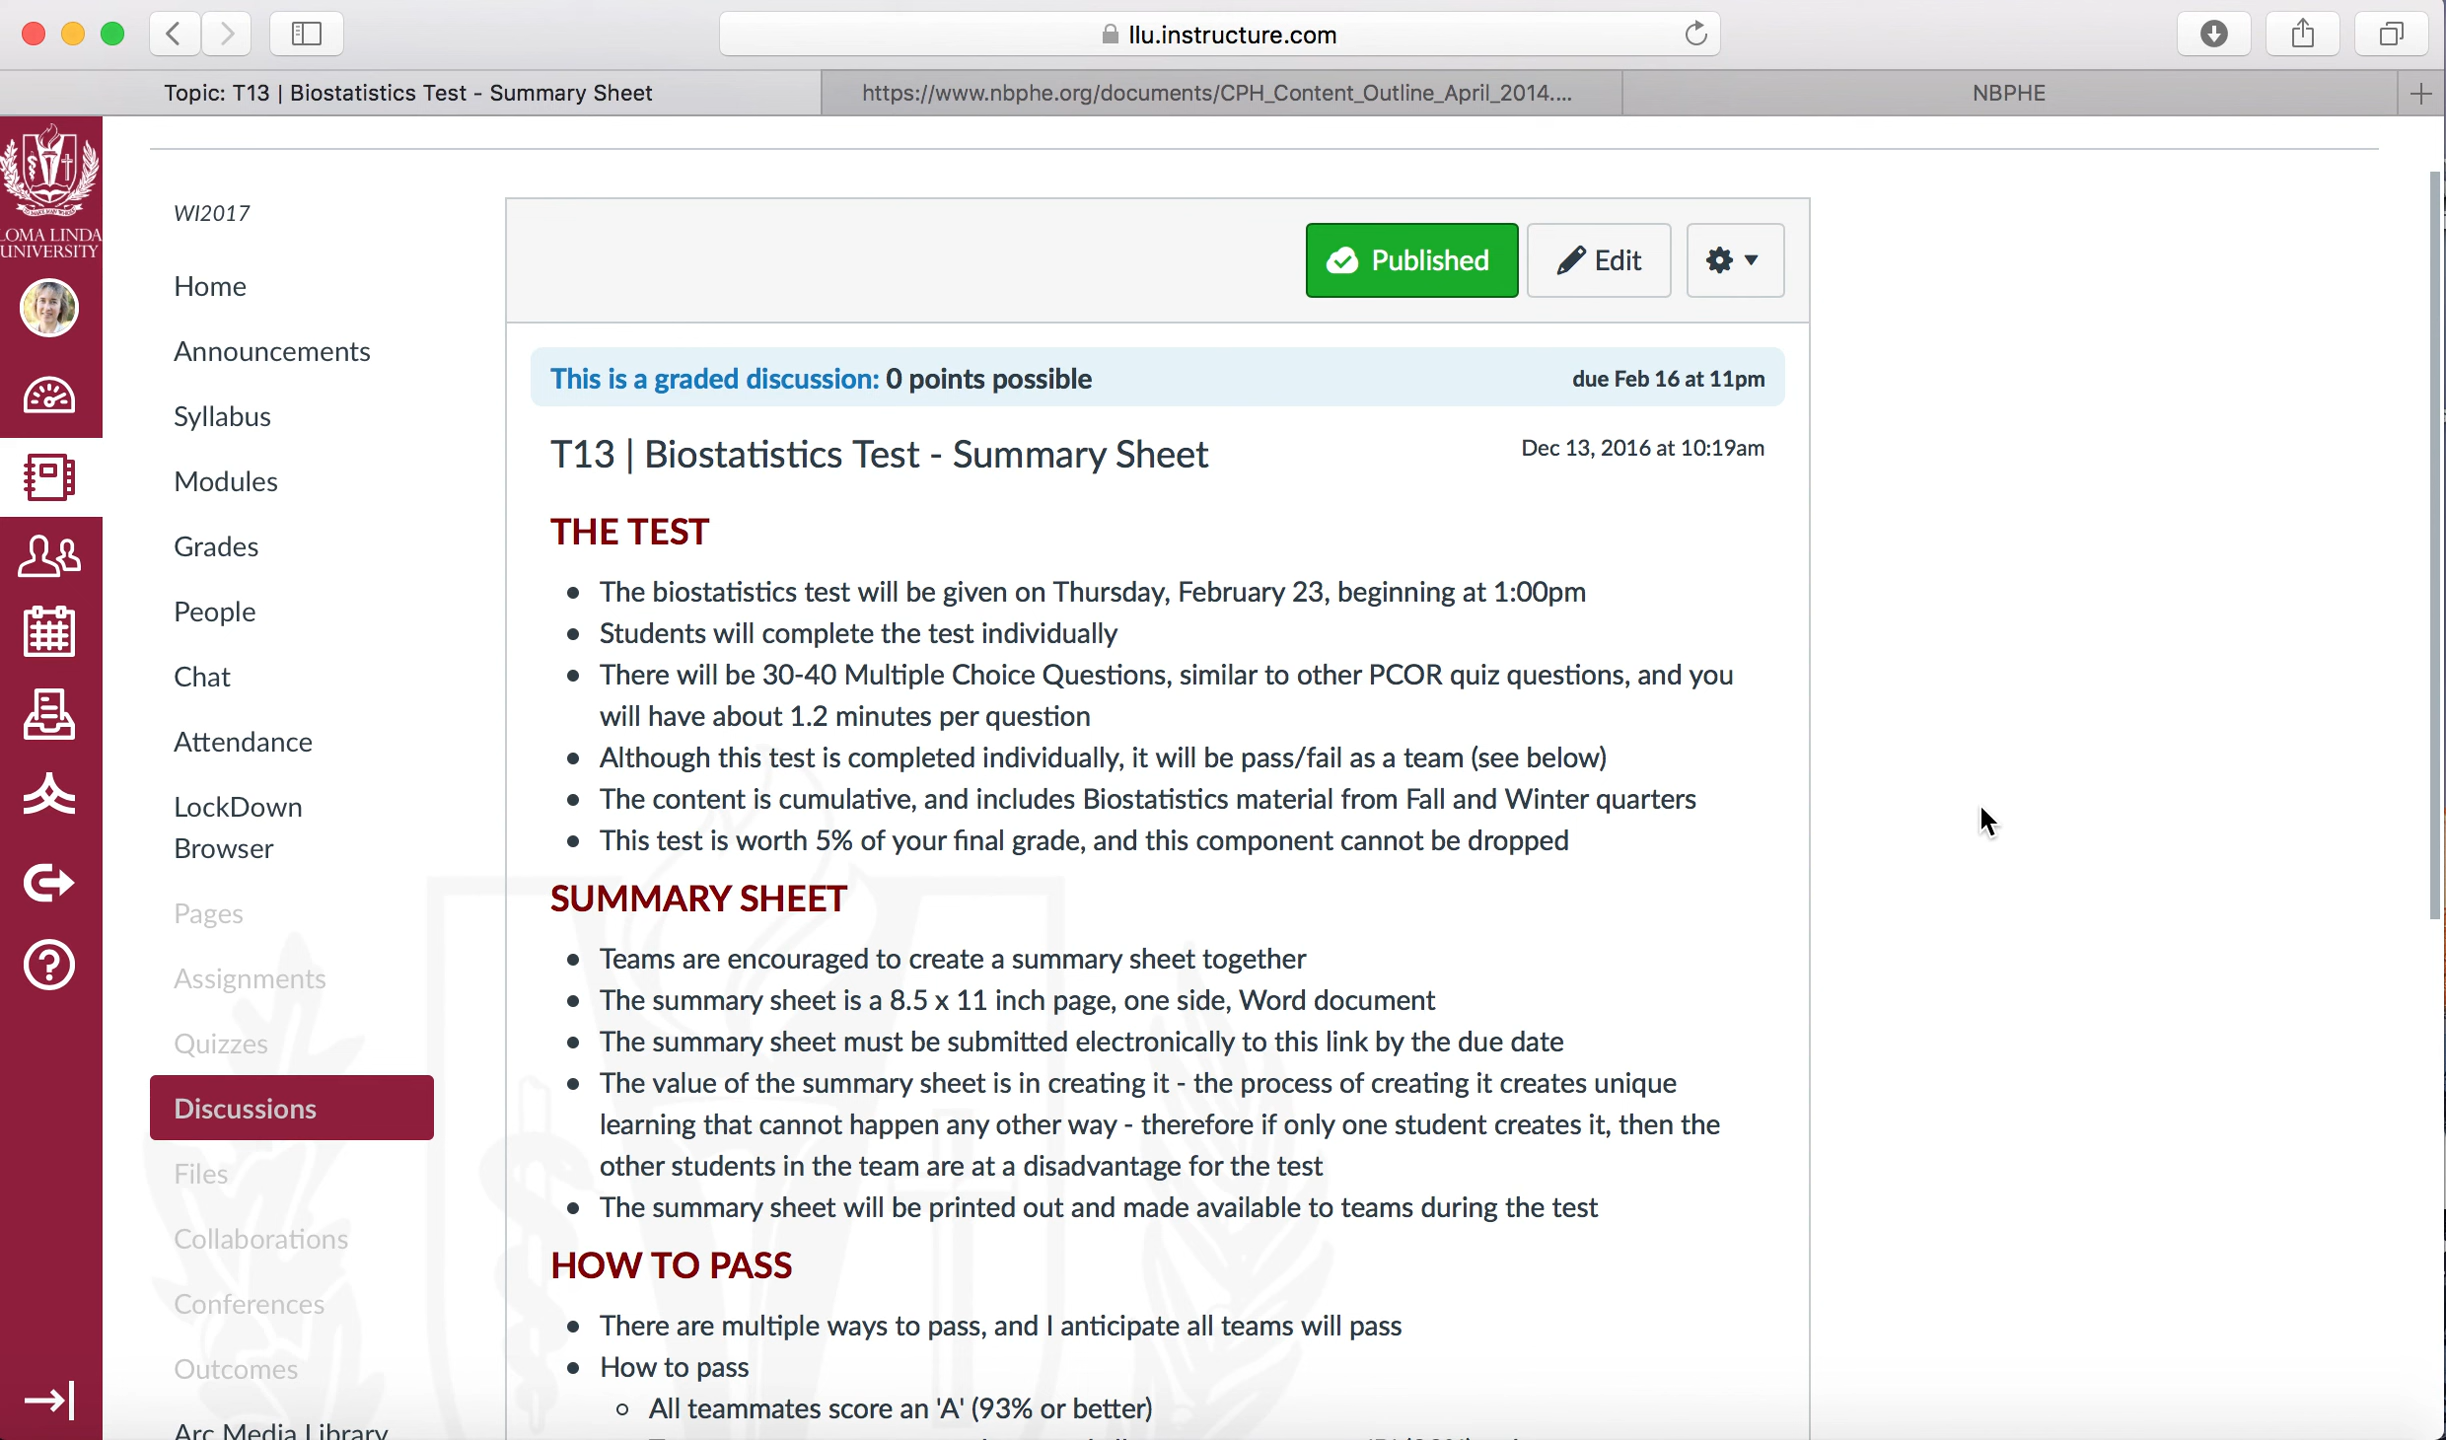 llu.instructure.com
Topic: T13 | Biostatistics Test - Summary Sheet
https://www.nbphe.org/documents/CPH_Content_Outline_April_2014....
NBPHE
LOMA LINDA
UNIVERSITY
WI2017
Home
Announcements
Syllabus
Modules
Grades
People
Chat
Attendance
LockDown
Browser
Pages
Assignments
Quizzes
Discussions
Files
Collaborations
Conferences
Outcomes
Arc Media Library
Published
Edit
This is a graded discussion: 0 points possible
due Feb 16 at 11pm
T13 | Biostatistics Test - Summary Sheet
Dec 13, 2016 at 10:19am
THE TEST
• The biostatistics test will be given on Thursday, February 23, beginning at 1:00pm
• Students will complete the test individually
• There will be 30-40 Multiple Choice Questions, similar to other PCOR quiz questions, and you
will have about 1.2 minutes per question
• Although this test is completed individually, it will be pass/fail as a team (see below)
• The content is cumulative, and includes Biostatistics material from Fall and Winter quarters
• This test is worth 5% of your final grade, and this component cannot be dropped
SUMMARY SHEET
• Teams are encouraged to create a summary sheet together
• The summary sheet is a 8.5 x 11 inch page, one side, Word document
• The summary sheet must be submitted electronically to this link by the due date
• The value of the summary sheet is in creating it - the process of creating it creates unique
learning that cannot happen any other way - therefore if only one student creates it, then the
other students in the team are at a disadvantage for the test
• The summary sheet will be printed out and made available to teams during the test
HOW TO PASS
• There are multiple ways to pass, and I anticipate all teams will pass
• How to pass
○ All teammates score an 'A' (93% or better)